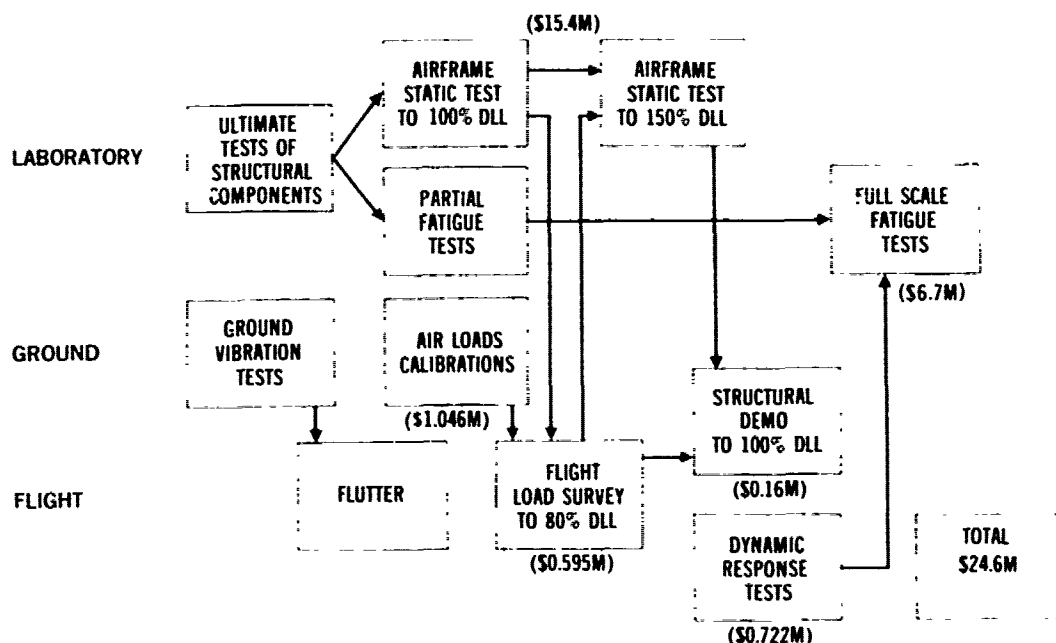 ($15.4M)
AIRFRAME
STATIC TEST
TO 100% DLL
AIRFRAME
STATIC TEST
TO 150% DLL
LABORATORY
ULTIMATE
TESTS OF
STRUCTURAL
COMPONENTS
PARTIAL
FATIGUE
TESTS
FULL SCALE
FATIGUE
TESTS
($6.7M)
GROUND
GROUND
VIBRATION
TESTS
AIR LOADS
CALIBRATIONS
($1.046M)
STRUCTURAL
DEMO
TO 100% DLL
($0.16M)
FLIGHT
FLUTTER
FLIGHT
LOAD SURVEY
TO 80% DLL
($0.595M)
DYNAMIC
RESPONSE
TESTS
($0.722M)
TOTAL
$24.6M